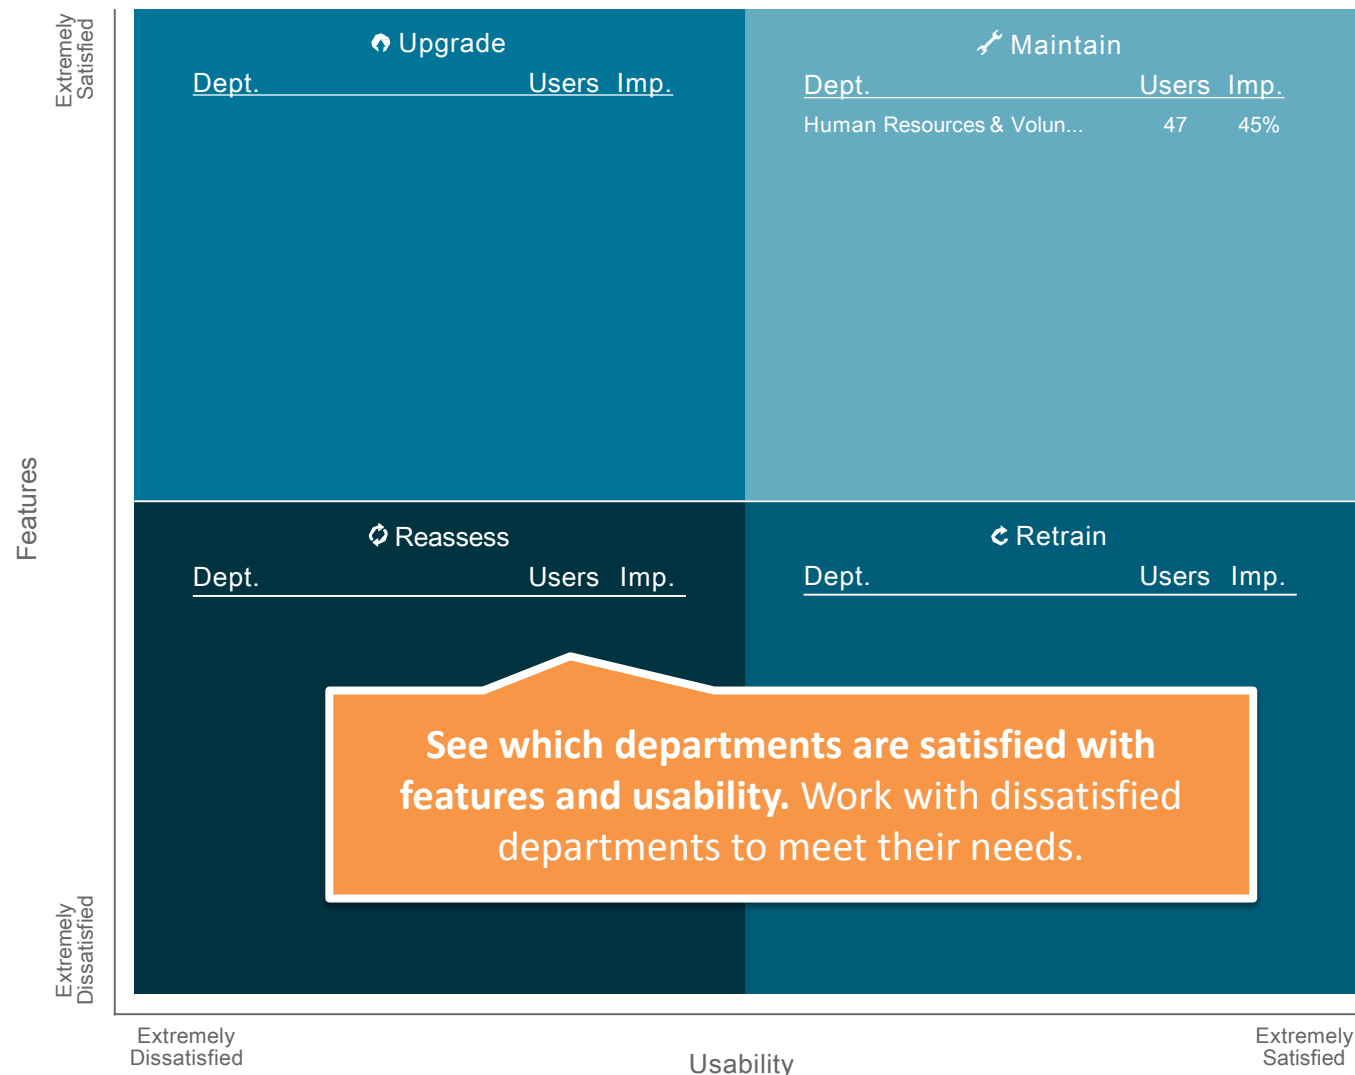 Extremely
Satisfied
Upgrade
Dept. Users Imp.
Maintain
Dept. Users Imp.
Human Resources & Volun... 47 45%
Features
Reassess
Dept. Users Imp.
Retrain
Dept. Users Imp.
See which departments are satisfied with
features and usability. Work with dissatisfied
departments to meet their needs.
Extremely
Dissatisfied
Extremely
Dissatisfied
Usability
Extremely
Satisfied